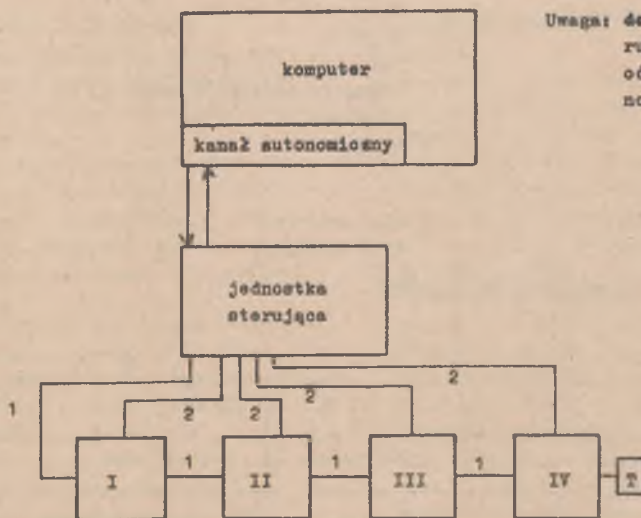 Uwaga:
komputer
kanał autonomiczny
jednostka
sterująca
1
2
2
2
2
I
1
II
1
III
1
IV
T